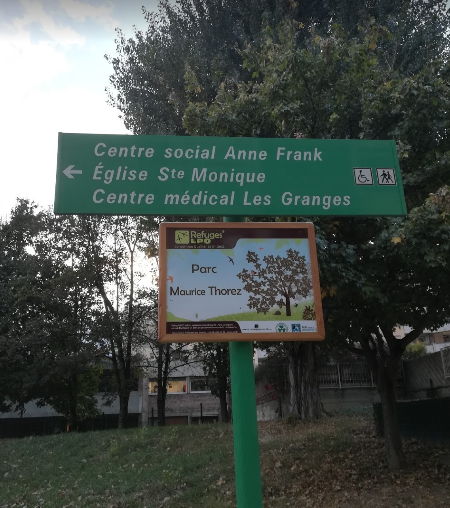 Centre social Anne Frank
Église Ste Monique
Centre médical Les Granges
Refuges
LPO
Parc
Maurice Thorez